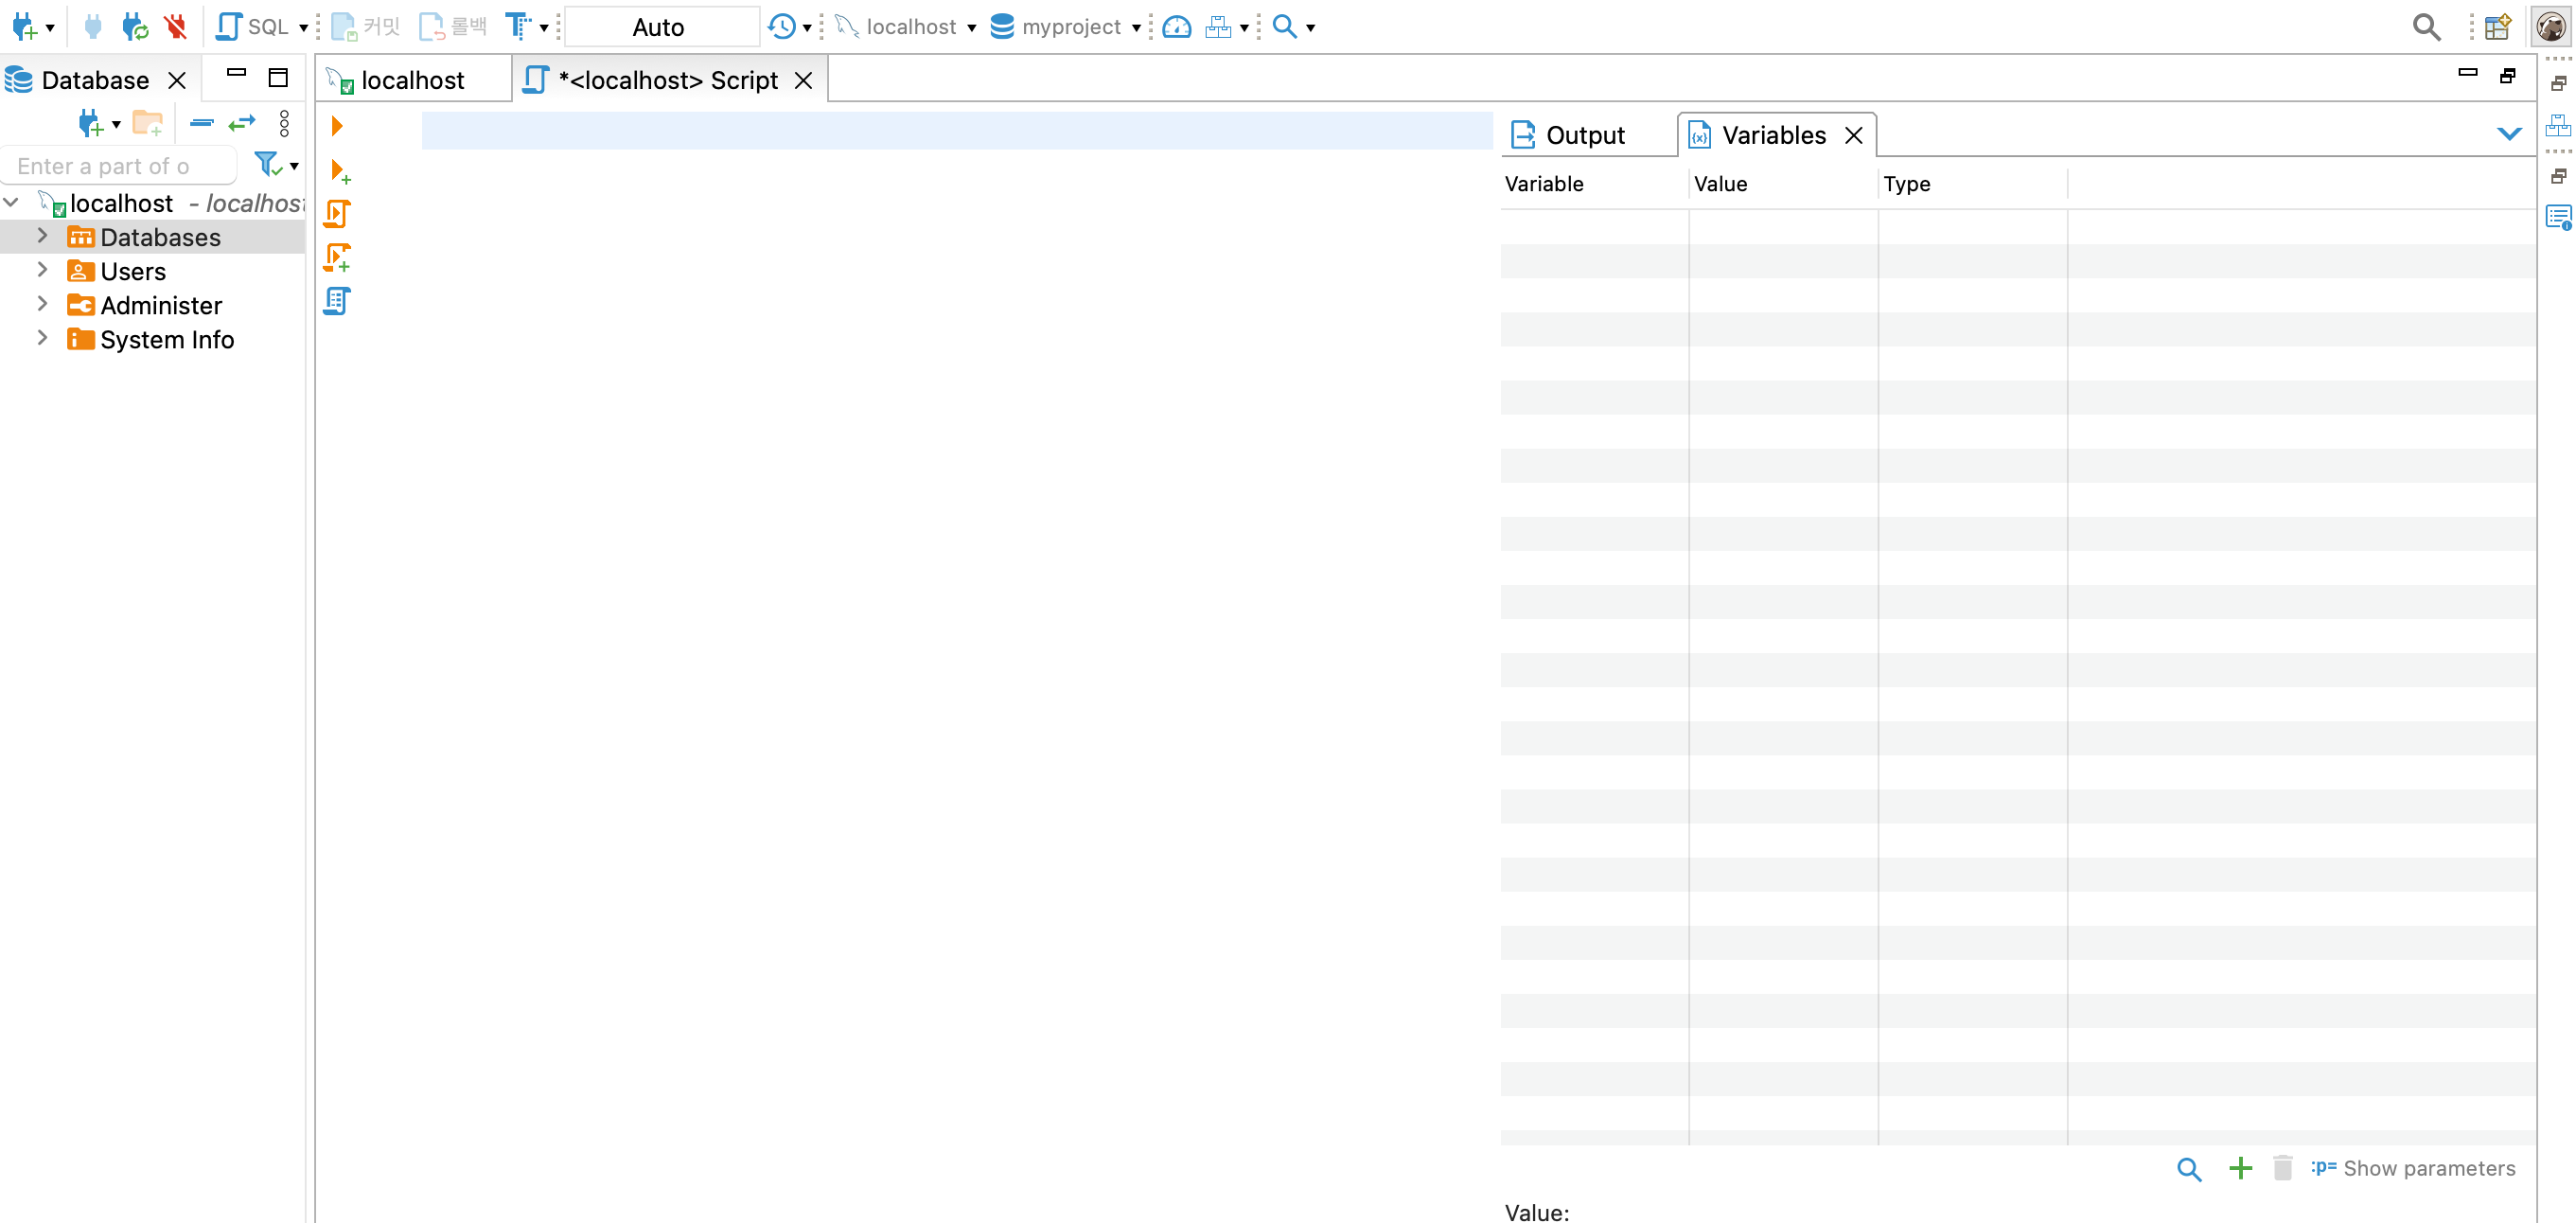 SQL 커밋 롤백 Auto localhost myproject
Database
localhost *<localhost> Script
Enter a part of o
localhost - localhost
Databases
Users
Administer
System Info
Output Variables
Variable Value Type
:p= Show parameters
Value: